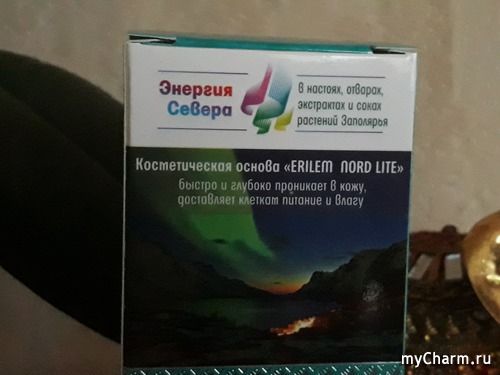 Энергия
Севера
В настоях, отварах,
экстрактах и соках
растений Заполярья
Косметическая основа «ERILEM NORD LITE»
быстро и глубоко проникает в кожу,
доставляет клеткам питание и влагу
myCharm.ru